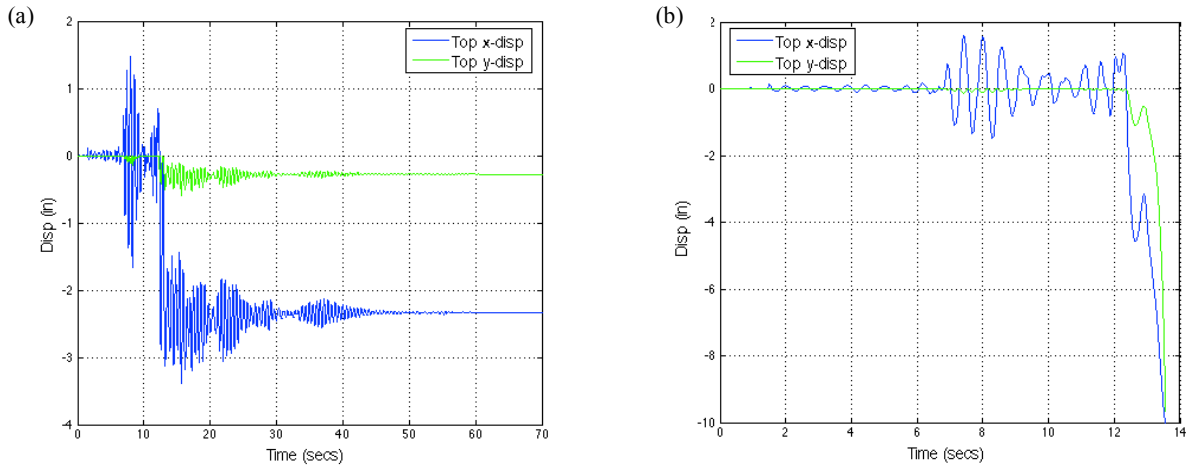 (a)
2
1
0
-1
-2
-3
-4
Disp (in)
0 10 20 30 40 50 60 70
Time (secs)
Top x-disp
Top y-disp
(b)
2
0
-2
-4
-6
-8
-10
Disp (in)
0 2 4 6 8 10 12 14
Time (secs)
Top x-disp
Top y-disp